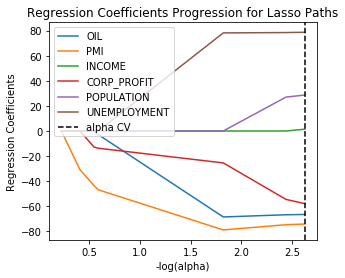 Regression Coefficients Progression for Lasso Paths
Regression Coefficients
80
60
40
20
0
−20
−40
−60
−80
OIL
PMI
INCOME
CORP_PROFIT
POPULATION
UNEMPLOYMENT
alpha CV
0.5 1.0 1.5 2.0 2.5
-log(alpha)